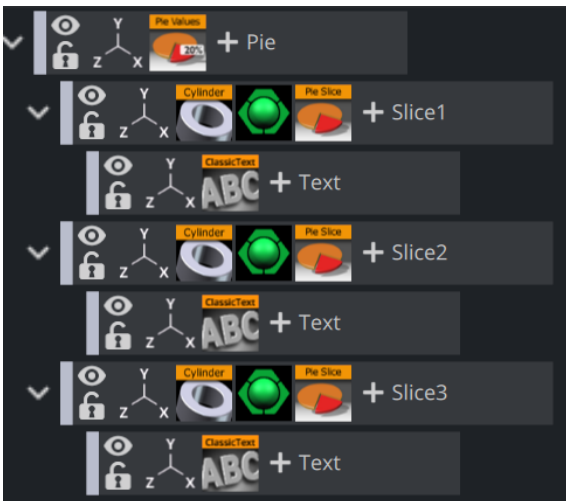 Y Z X Pie Values 20% + Pie
Y Z X Cylinder Pie Slice + Slice1
Y Z X ClassicText ABC + Text
Y Z X Cylinder Pie Slice + Slice2
Y Z X ClassicText ABC + Text
Y Z X Cylinder Pie Slice + Slice3
Y Z X ClassicText ABC + Text